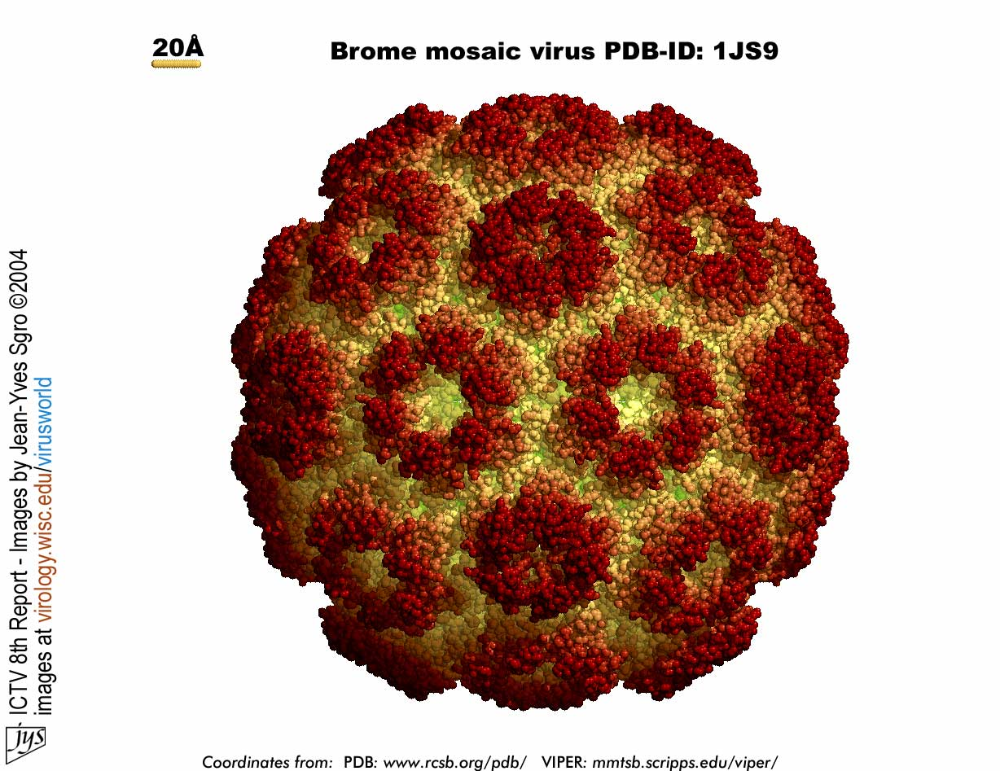 20Å
Brome mosaic virus PDB-ID: 1JS9
ICTV 8th Report - Images by Jean-Yves Sgro ©2004
images at virology.wisc.edu/virusworld
jys
Coordinates from: PDB: www.rcsb.org/pdb/ VIPER: mmtsb.scripps.edu/viper/